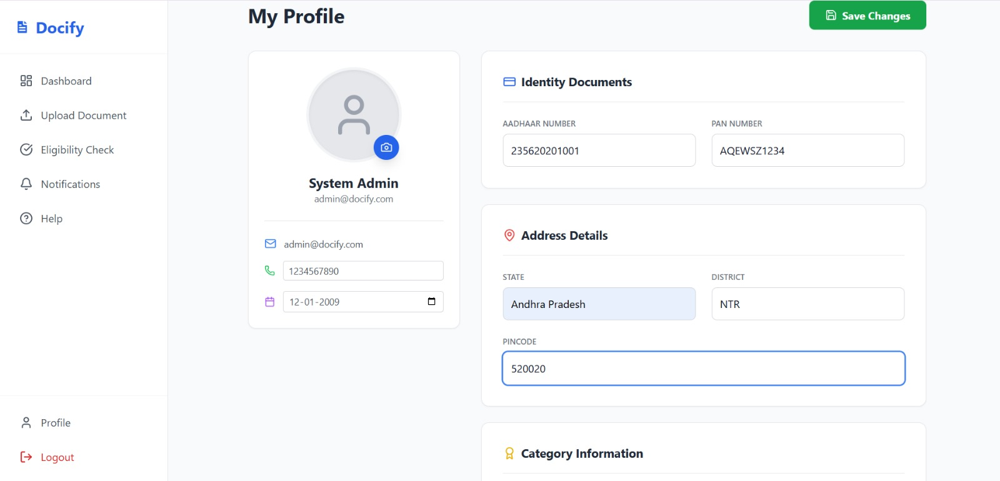 Docify
Dashboard
Upload Document
Eligibility Check
Notifications
Help
Profile
Logout
My Profile
Save Changes
System Admin
admin@docify.com
admin@docify.com
1234567890
12-01-2009
Identity Documents
AADHAAR NUMBER PAN NUMBER
235620201001 AQEWSZ1234
Address Details
STATE DISTRICT
Andhra Pradesh NTR
PINCODE
520020
Category Information